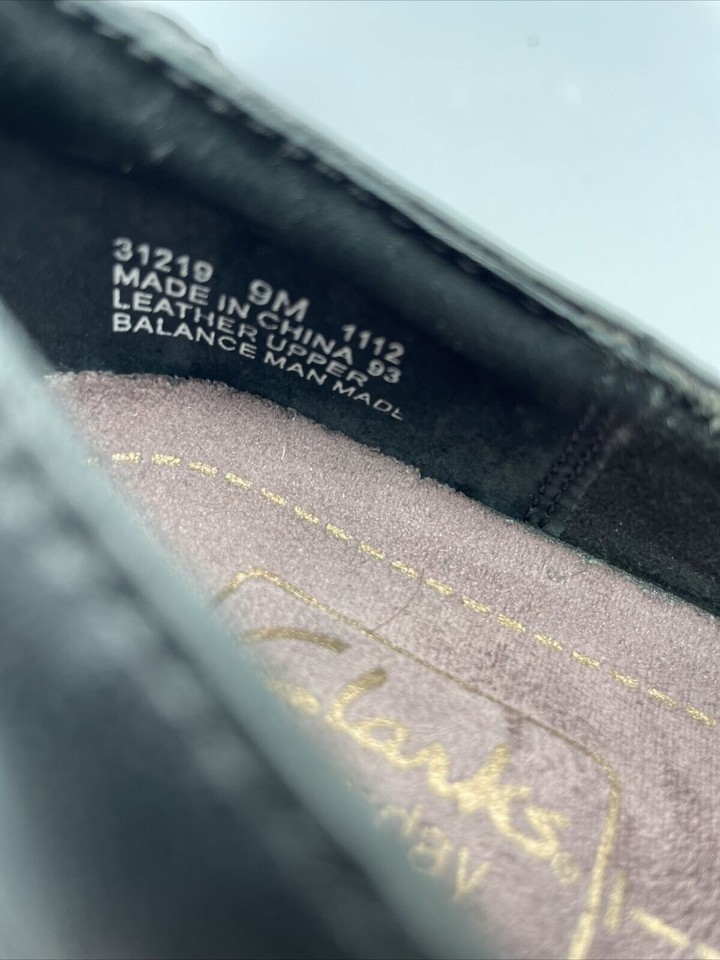 31219 9M 1112
MADE IN CHINA 93
LEATHER UPPER
BALANCE MAN MADE
Clarks